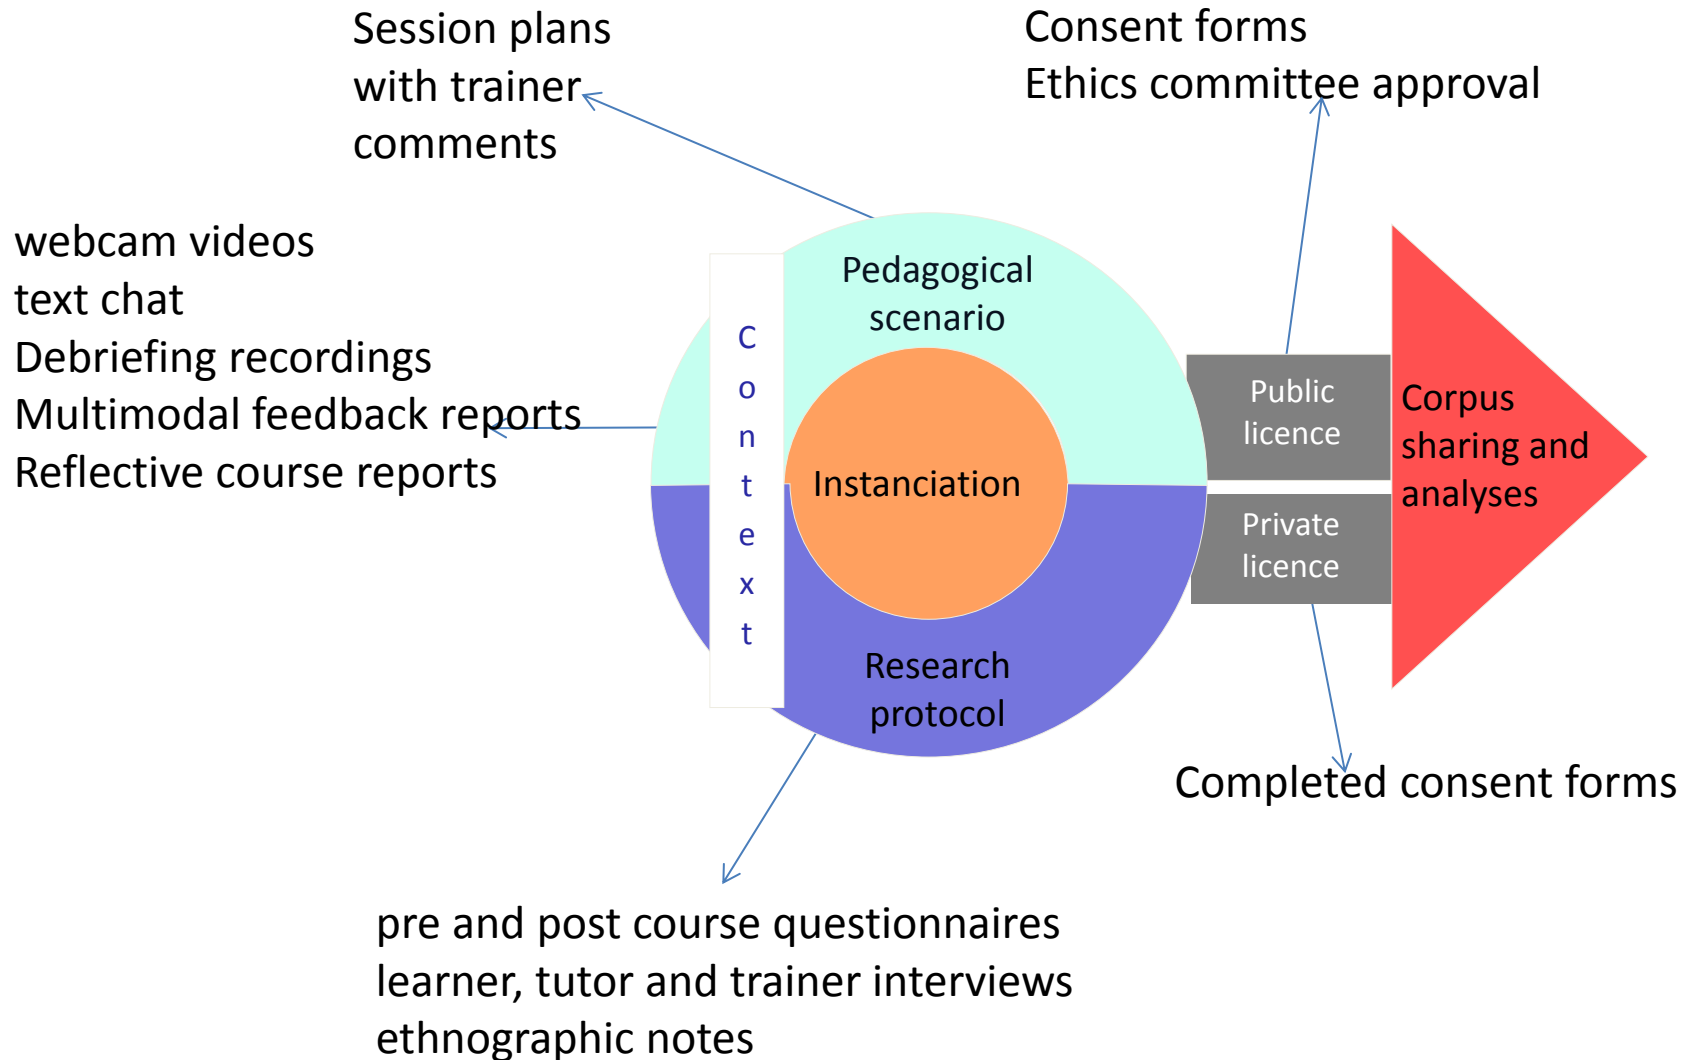 Session plans
with trainer
comments
Consent forms
Ethics committee approval
webcam videos
text chat
Debriefing recordings
Multimodal feedback reports
Reflective course reports
Context
Pedagogical
scenario
Instanciation
Research
protocol
Public
licence
Private
licence
Corpus
sharing and
analyses
Completed consent forms
pre and post course questionnaires
learner, tutor and trainer interviews
ethnographic notes